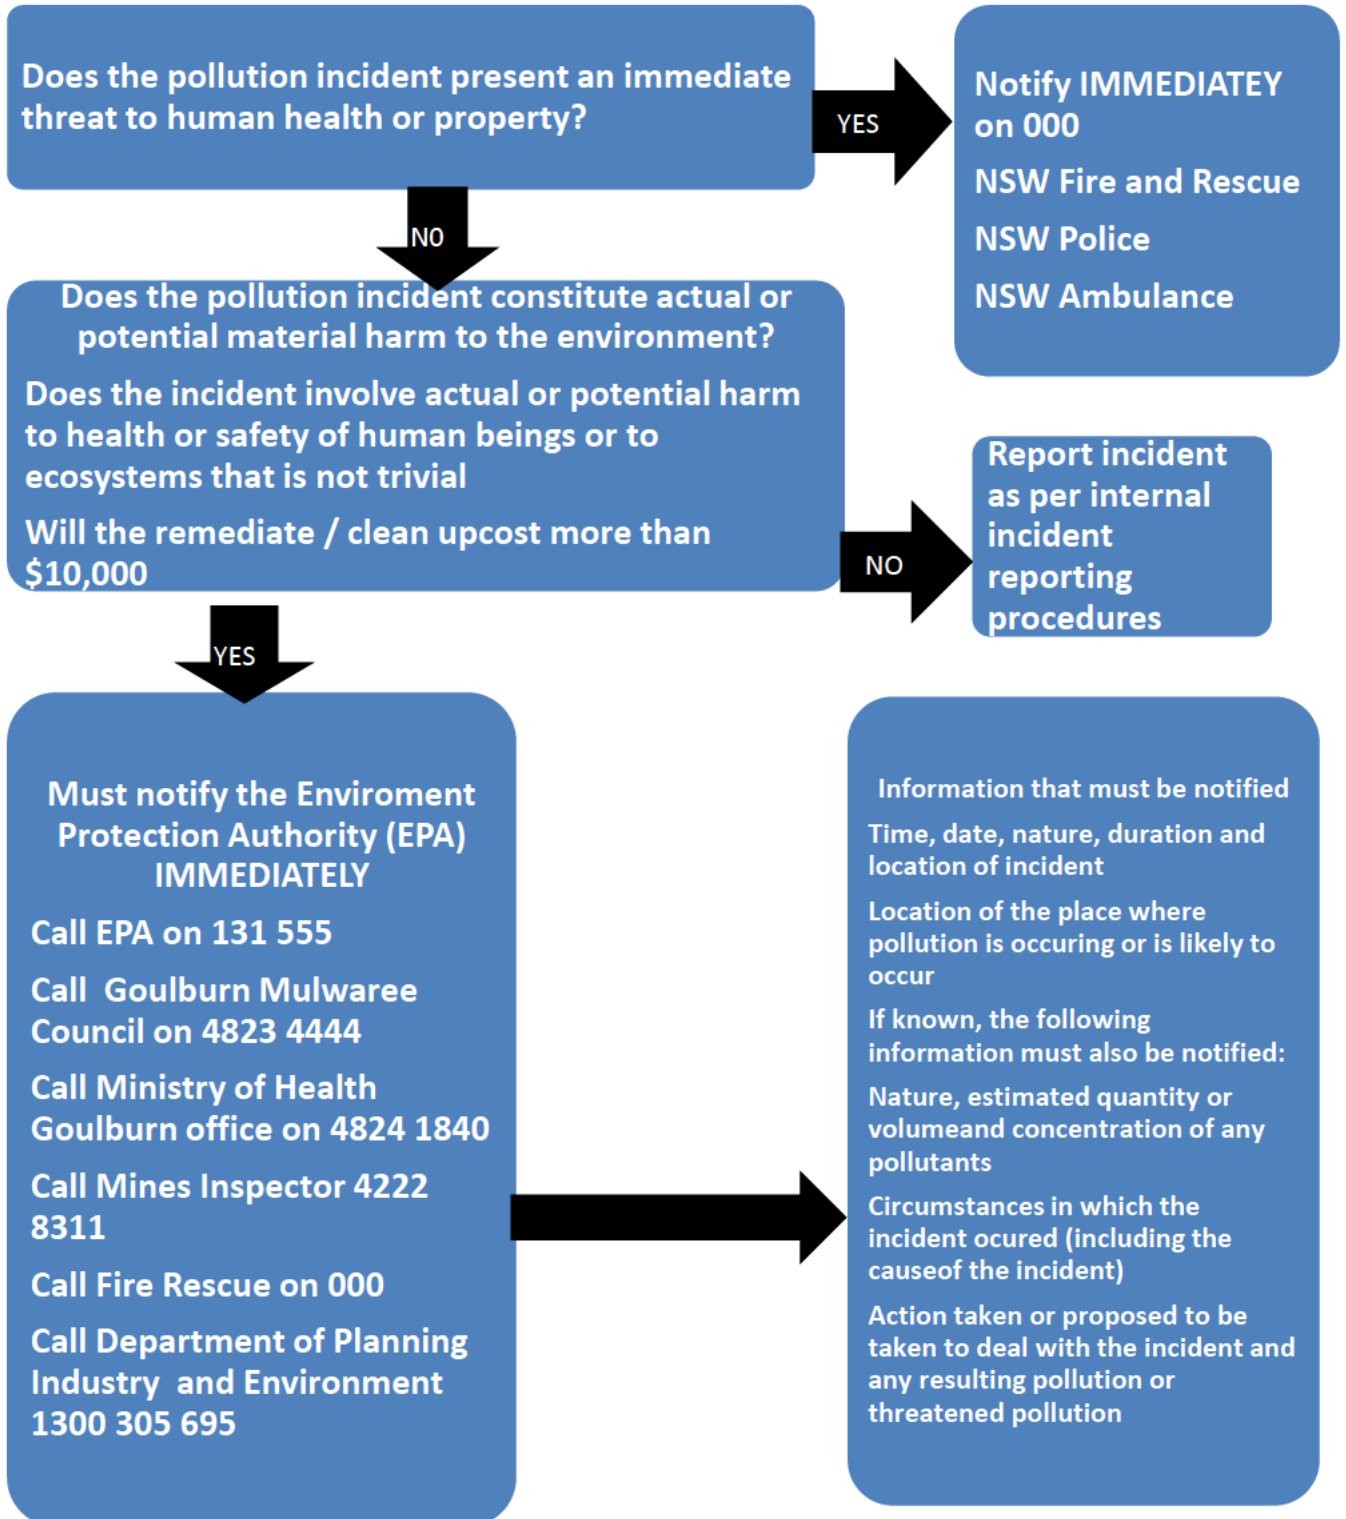 Does the pollution incident present an immediate
threat to human health or property?
YES
Notify IMMEDIATEY
on 000
NSW Fire and Rescue
NSW Police
NSW Ambulance
N0
Does the pollution incident constitute actual or
potential material harm to the environment?
Does the incident involve actual or potential harm
to health or safety of human beings or to
ecosystems that is not trivial
Will the remediate / clean upcost more than
$10,000
NO
Report incident
as per internal
incident
reporting
procedures
YES
Must notify the Enviroment
Protection Authority (EPA)
IMMEDIATELY
Call EPA on 131 555
Call  Goulburn Mulwaree
Council on 4823 4444
Call Ministry of Health
Goulburn office on 4824 1840
Call Mines Inspector 4222
8311
Call Fire Rescue on 000
Call Department of Planning
Industry  and Environment
1300 305 695
Information that must be notified
Time, date, nature, duration and
location of incident
Location of the place where
pollution is occuring or is likely to
occur
If known, the following
information must also be notified:
Nature, estimated quantity or
volumeand concentration of any
pollutants
Circumstances in which the
incident ocured (including the
causeof the incident)
Action taken or proposed to be
taken to deal with the incident and
any resulting pollution or
threatened pollution